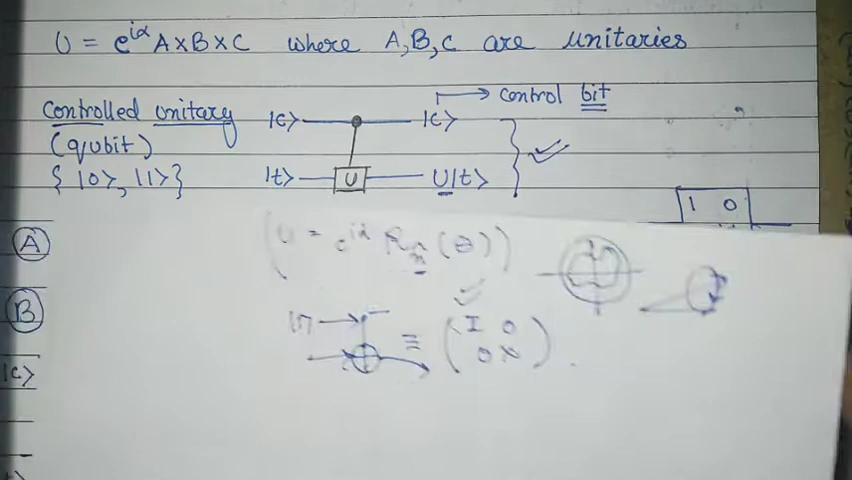 U = e^{iα} A X B X C where A, B, C are unitaries
Controlled unitary |c> |c> → control bit
(qubit)
{ |0>, |1> } |t> U U|t>
1 0
(A) U = e^{iα} R_n̂ (θ)
(B)
≡ ( I 0
0 X )
|c>